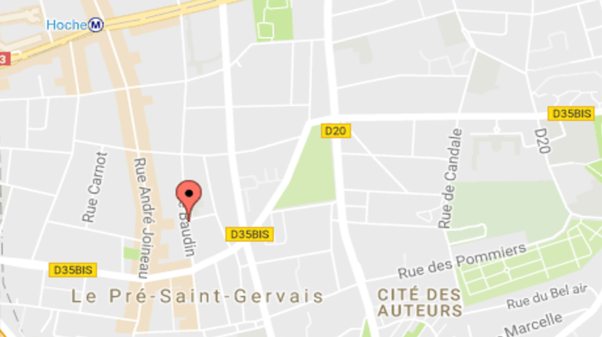 Hoche M
3
D35BIS
D20
D20
Rue Carnot
Rue André Joineau
Baudin
Rue de Candale
D35BIS
D35BIS
Rue des Pommiers
Le Pré-Saint-Gervais
CITÉ DES
AUTEURS
Rue du Bel air
Marcelle